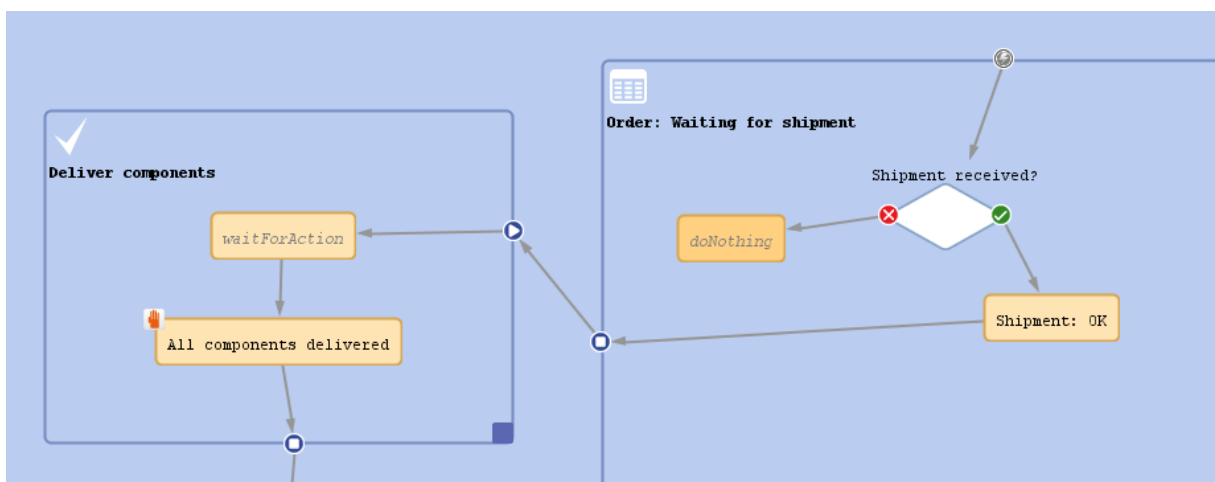 Order: Waiting for shipment
Deliver components
Shipment received?
waitForAction
doNothing
All components delivered
Shipment: OK